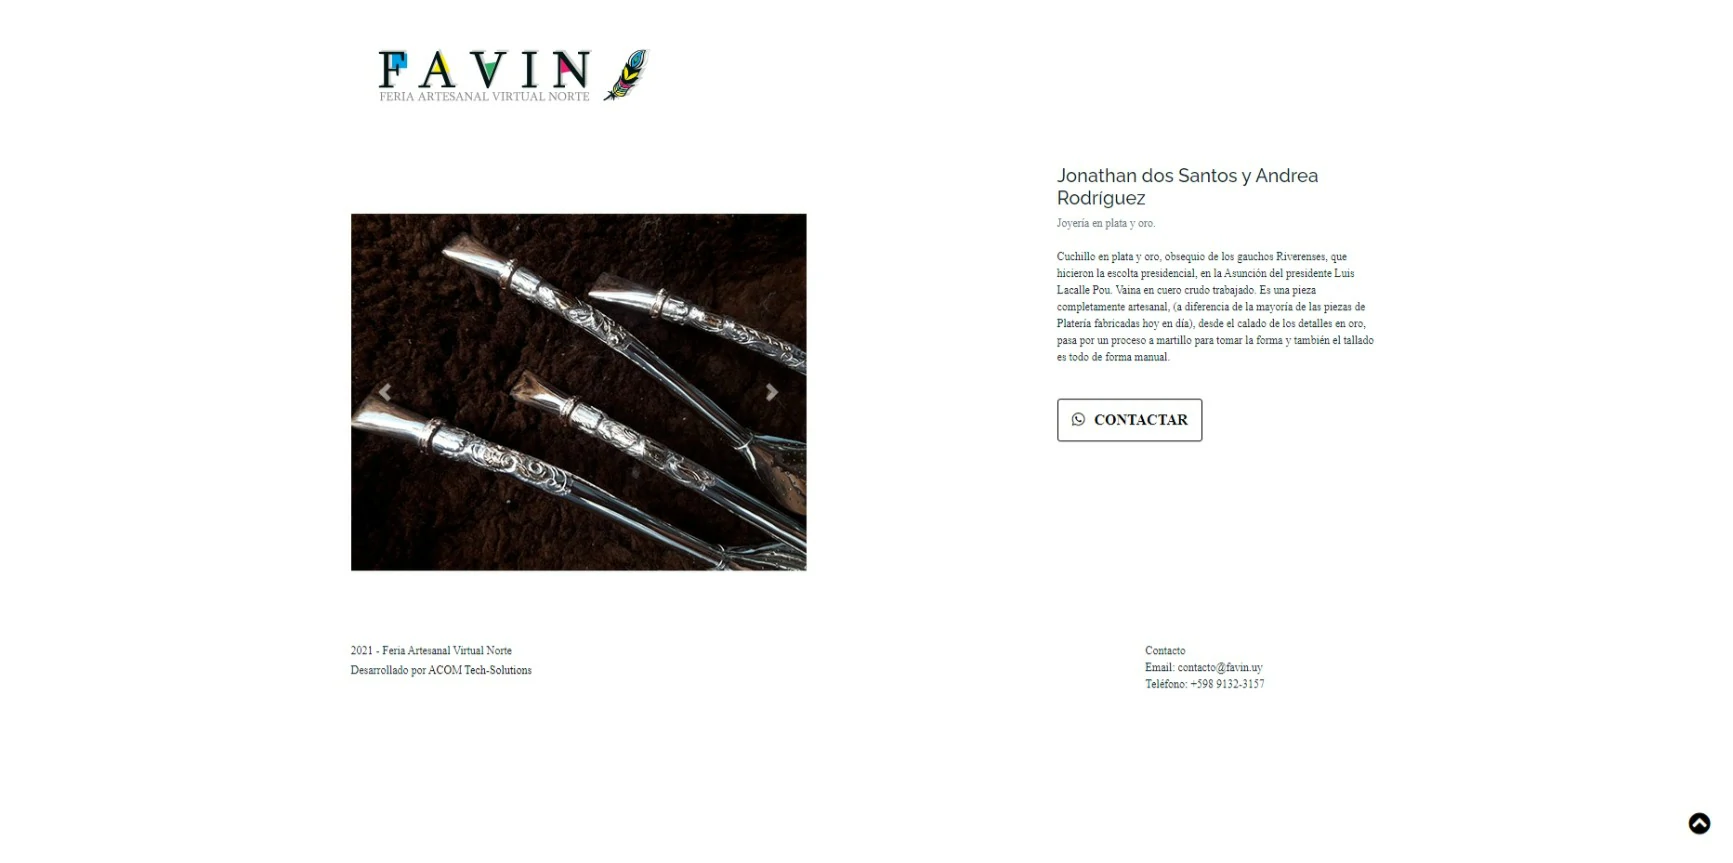 FAVIN
FERIA ARTESANAL VIRTUAL NORTE
Jonathan dos Santos y Andrea
Rodríguez
Joyería en plata y oro.
Cuchillo en plata y oro, obsequio de los gauchos Riverenses, que
hicieron la escolta presidencial, en la Asunción del presidente Luis
Lacalle Pou. Vaina en cuero crudo trabajado. Es una pieza
completamente artesanal, (a diferencia de la mayoría de las piezas de
Platería fabricadas hoy en día), desde el calado de los detalles en oro,
pasa por un proceso a martillo para tomar la forma y también el tallado
es todo de forma manual.
CONTACTAR
2021 - Feria Artesanal Virtual Norte
Desarrollado por ACOM Tech-Solutions
Contacto
Email: contacto@favin.uy
Teléfono: +598 9132-3157